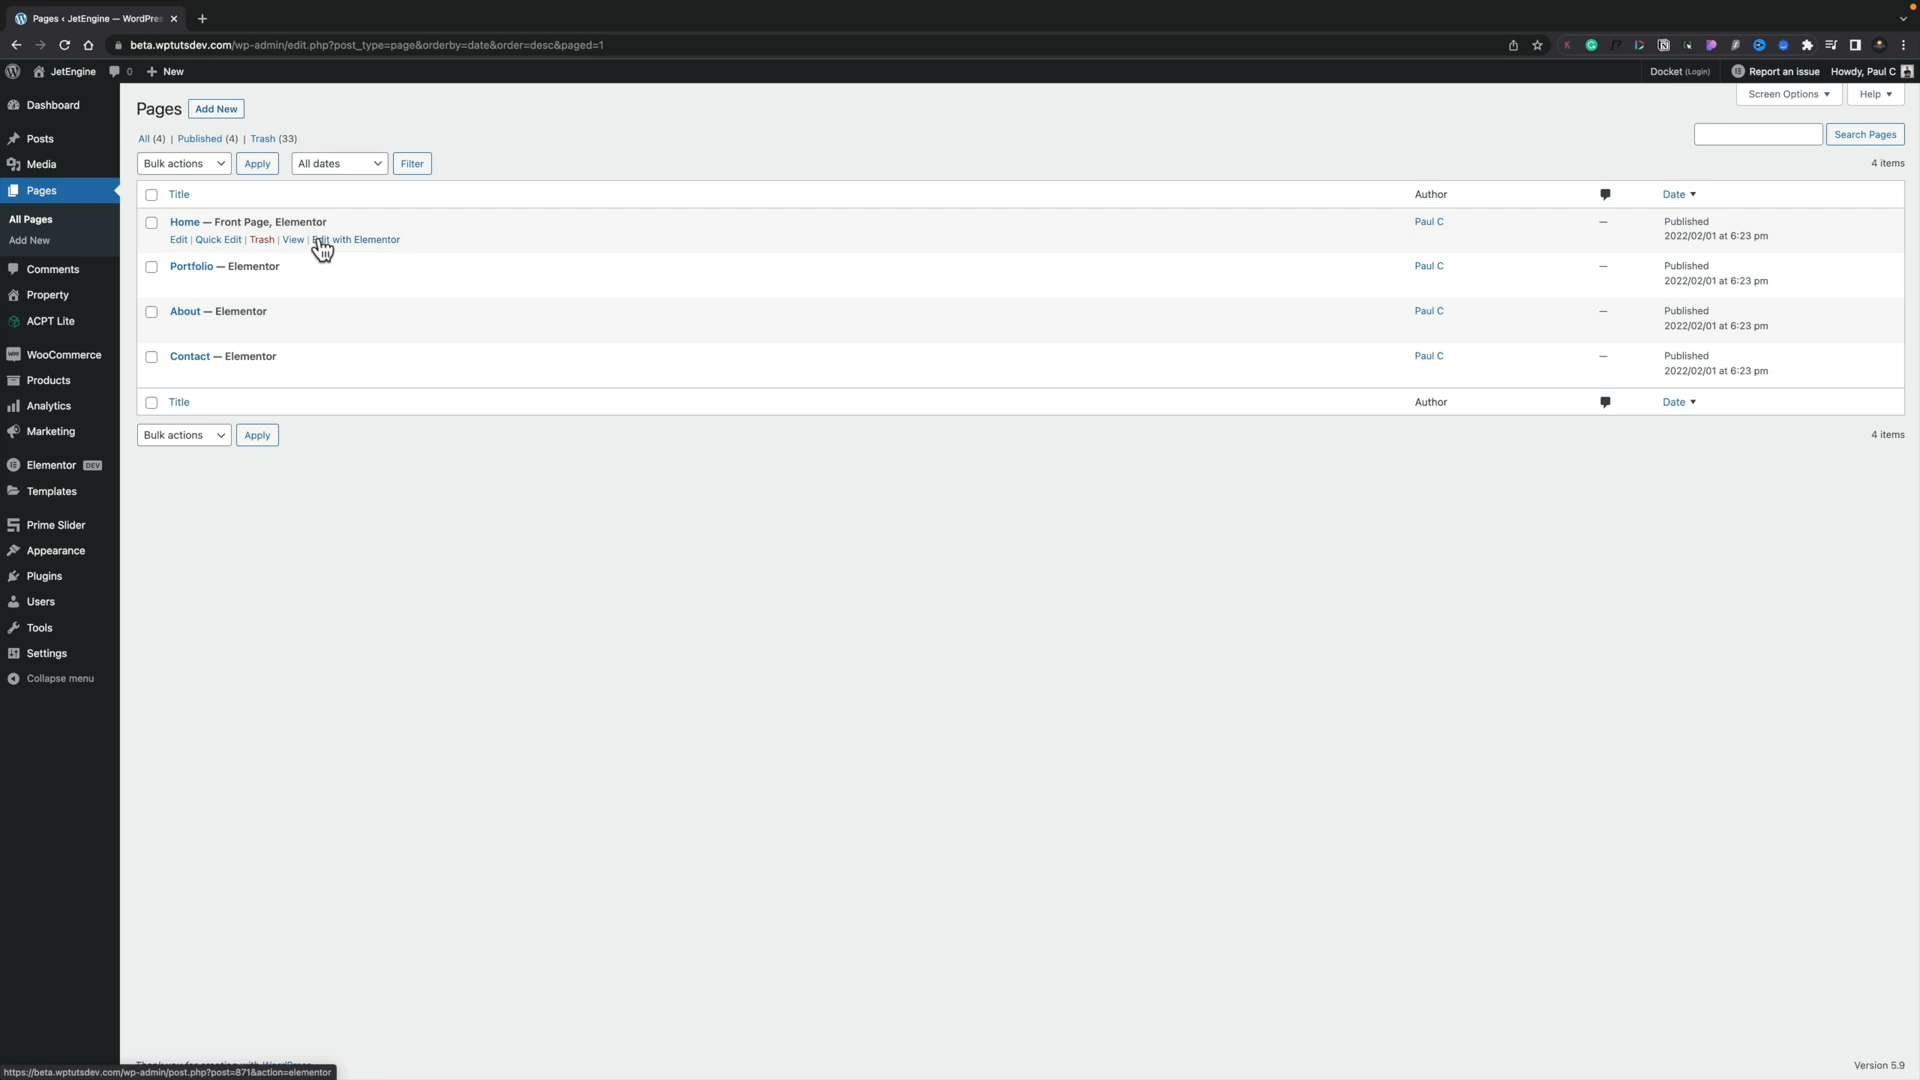 Pages ‹ JetEngine — WordPres
beta.wptutsdev.com/wp-admin/edit.php?post_type=page&orderby=date&order=desc&paged=1
JetEngine 0 New Docket (Login) Report an issue Howdy, Paul C
Dashboard
Posts
Media
Pages
All Pages
Add New
Comments
Property
ACPT Lite
WooCommerce
Products
Analytics
Marketing
Elementor DEV
Templates
Prime Slider
Appearance
Plugins
Users
Tools
Settings
Collapse menu
Pages Add New
Screen Options Help
All (4) | Published (4) | Trash (33)
Search Pages
Bulk actions Apply All dates Filter
4 items
Title Author Date
Home — Front Page, Elementor Paul C — Published
2022/02/01 at 6:23 pm
Edit | Quick Edit | Trash | View | Edit with Elementor
Portfolio — Elementor Paul C — Published
2022/02/01 at 6:23 pm
About — Elementor Paul C — Published
2022/02/01 at 6:23 pm
Contact — Elementor Paul C — Published
2022/02/01 at 6:23 pm
Title Author Date
Bulk actions Apply
4 items
Version 5.9
https://beta.wptutsdev.com/wp-admin/post.php?post=871&action=elementor